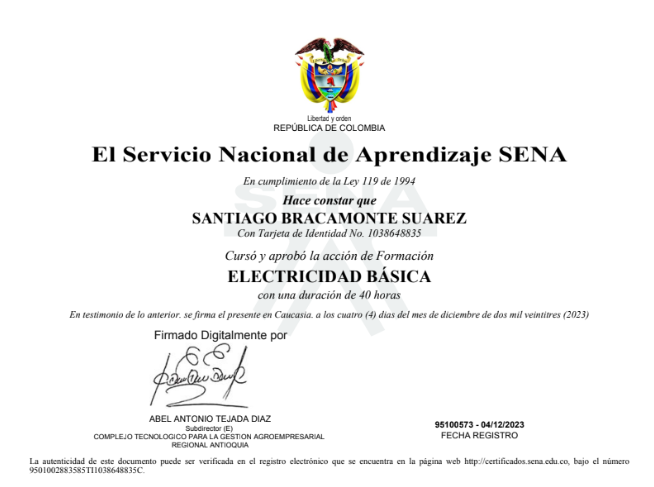 Libertad y orden
REPÚBLICA DE COLOMBIA
El Servicio Nacional de Aprendizaje SENA
En cumplimiento de la Ley 119 de 1994
Hace constar que
SANTIAGO BRACAMONTE SUAREZ
Con Tarjeta de Identidad No. 1038648835
Cursó y aprobó la acción de Formación
ELECTRICIDAD BÁSICA
con una duración de 40 horas
En testimonio de lo anterior. se firma el presente en Caucasia. a los cuatro (4) dias del mes de diciembre de dos mil veintitres (2023)
Firmado Digitalmente por
ABEL ANTONIO TEJADA DIAZ
Subdirector (E)
COMPLEJO TECNOLOGICO PARA LA GESTION AGROEMPRESARIAL
REGIONAL ANTIOQUIA
95100573 - 04/12/2023
FECHA REGISTRO
La autenticidad de este documento puede ser verificada en el registro electrónico que se encuentra en la página web http://certificados.sena.edu.co, bajo el número
9501002883585TI1038648835C.
SENA